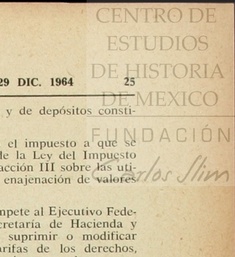 CENTRO DE
ESTUDIOS
DE HISTORIA
DE MEXICO
FUNDACIÓN
Carlos Slim
29 DIC. 1964 25
y de depósitos consti-
el impuesto a que se
de la Ley del Impuesto
acción III sobre las uti-
enajenación de valores
mpete al Ejecutivo Fede-
cretaría de Hacienda y
suprimir o modificar
arifas de los derechos,